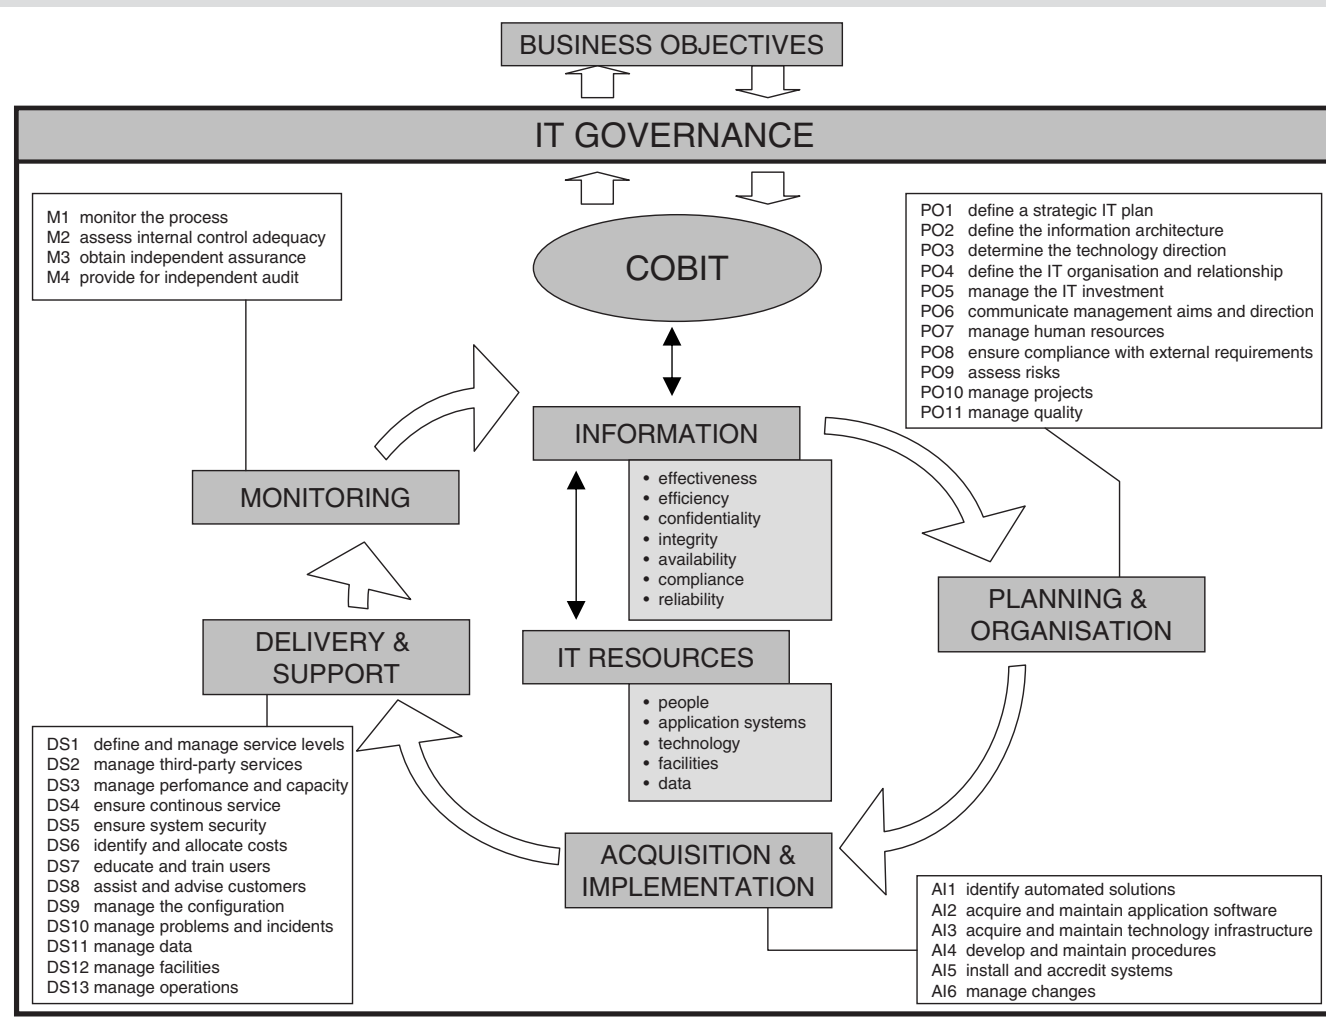 BUSINESS OBJECTIVES
IT GOVERNANCE
M1 monitor the process
M2 assess internal control adequacy
M3 obtain independent assurance
M4 provide for independent audit
COBIT
PO1 define a strategic IT plan
PO2 define the information architecture
PO3 determine the technology direction
PO4 define the IT organisation and relationship
PO5 manage the IT investment
PO6 communicate management aims and direction
PO7 manage human resources
PO8 ensure compliance with external requirements
PO9 assess risks
PO10 manage projects
PO11 manage quality
INFORMATION
• effectiveness
• efficiency
• confidentiality
• integrity
• availability
• compliance
• reliability
MONITORING
PLANNING &
ORGANISATION
DELIVERY &
SUPPORT
IT RESOURCES
• people
• application systems
• technology
• facilities
• data
DS1 define and manage service levels
DS2 manage third-party services
DS3 manage perfomance and capacity
DS4 ensure continous service
DS5 ensure system security
DS6 identify and allocate costs
DS7 educate and train users
DS8 assist and advise customers
DS9 manage the configuration
DS10 manage problems and incidents
DS11 manage data
DS12 manage facilities
DS13 manage operations
ACQUISITION &
IMPLEMENTATION
AI1 identify automated solutions
AI2 acquire and maintain application software
AI3 acquire and maintain technology infrastructure
AI4 develop and maintain procedures
AI5 install and accredit systems
AI6 manage changes